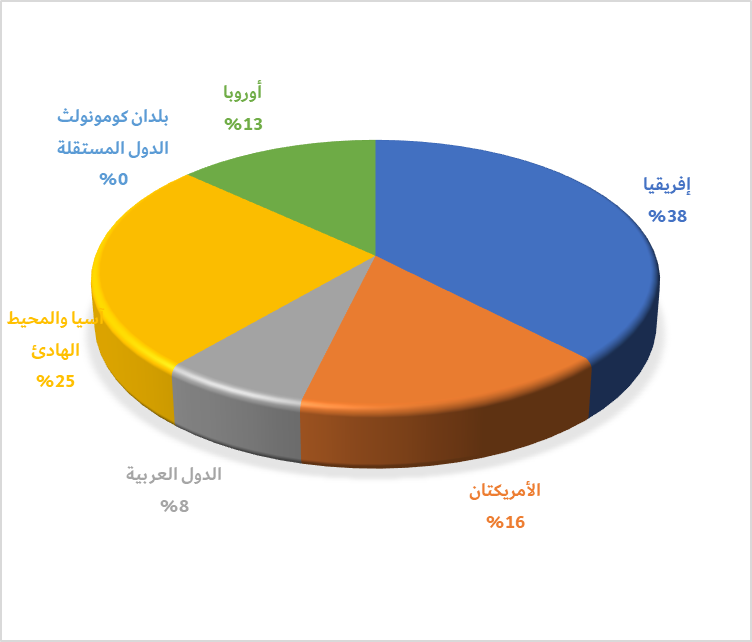 أوروبا
%13
بلدان كومونولث
الدول المستقلة
%0
إفريقيا
%38
آسيا والمحيط
الهادئ
%25
الدول العربية
%8
الأمريكتان
%16